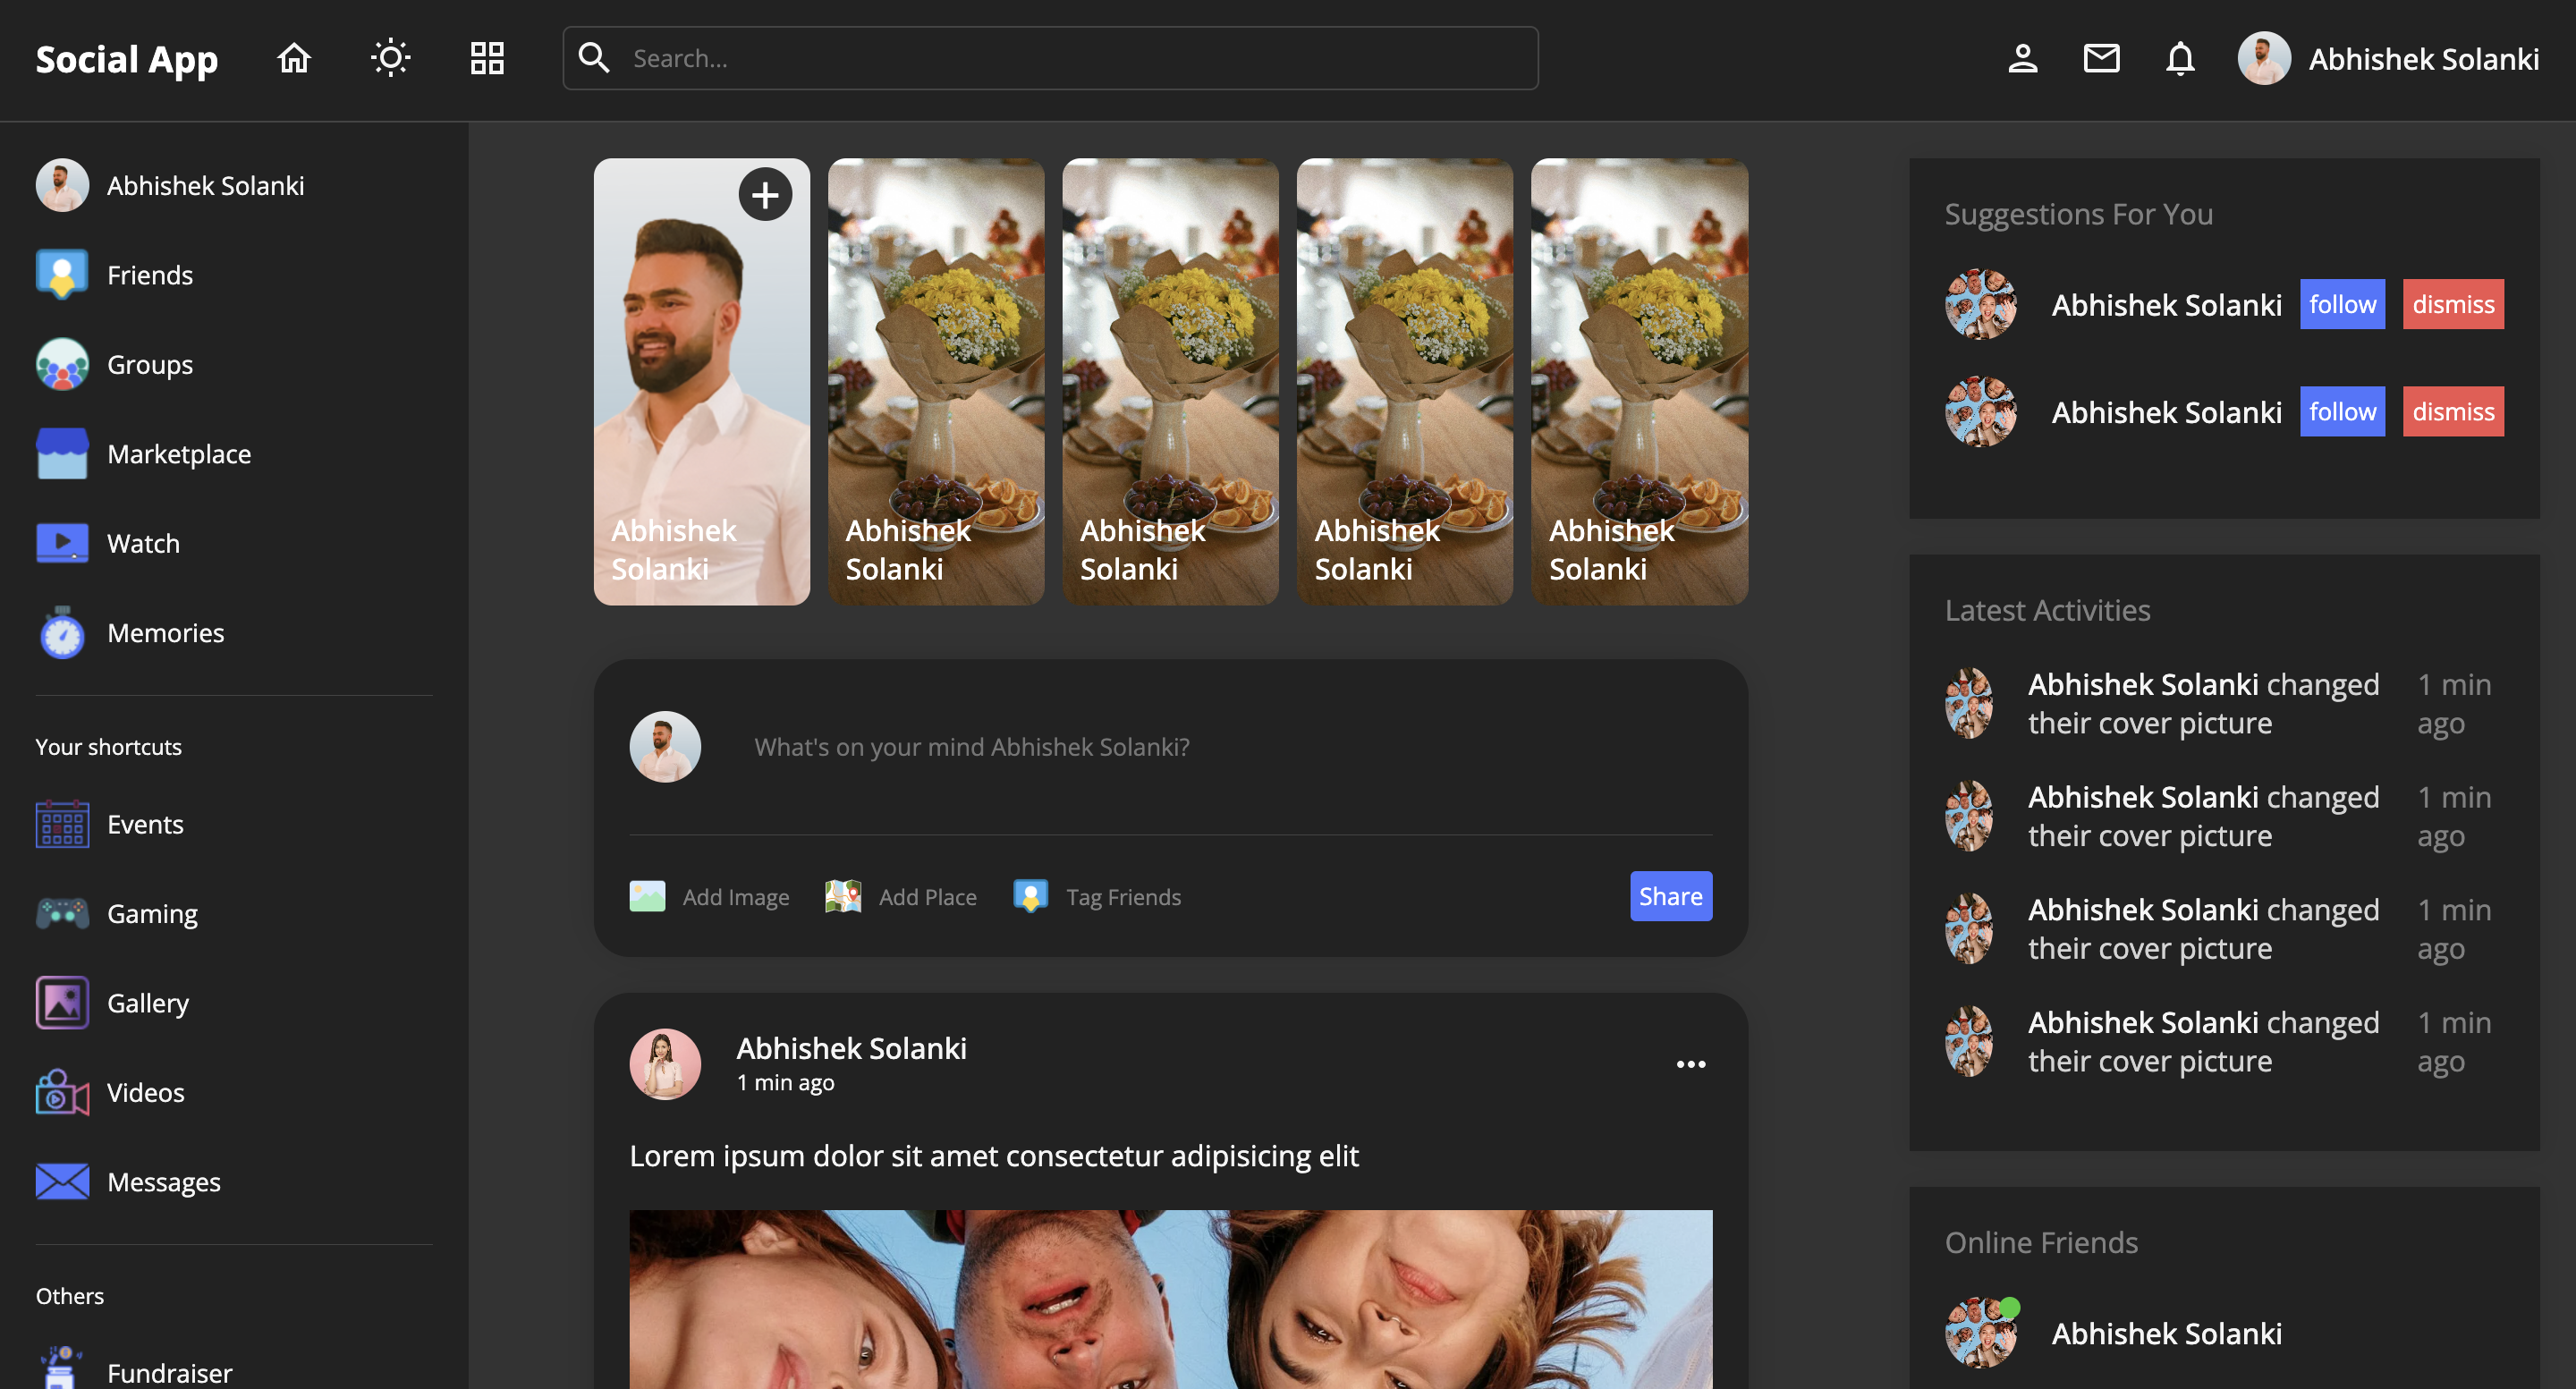 Social App
Search...
Abhishek Solanki
Abhishek Solanki
Friends
Groups
Marketplace
Watch
Memories
Your shortcuts
Events
Gaming
Gallery
Videos
Messages
Others
Fundraiser
Abhishek
Solanki
Abhishek
Solanki
Abhishek
Solanki
Abhishek
Solanki
Abhishek
Solanki
What's on your mind Abhishek Solanki?
Add Image
Add Place
Tag Friends
Share
Abhishek Solanki
1 min ago
Lorem ipsum dolor sit amet consectetur adipisicing elit
Suggestions For You
Abhishek Solanki follow dismiss
Abhishek Solanki follow dismiss
Latest Activities
Abhishek Solanki changed 1 min
their cover picture ago
Abhishek Solanki changed 1 min
their cover picture ago
Abhishek Solanki changed 1 min
their cover picture ago
Abhishek Solanki changed 1 min
their cover picture ago
Online Friends
Abhishek Solanki